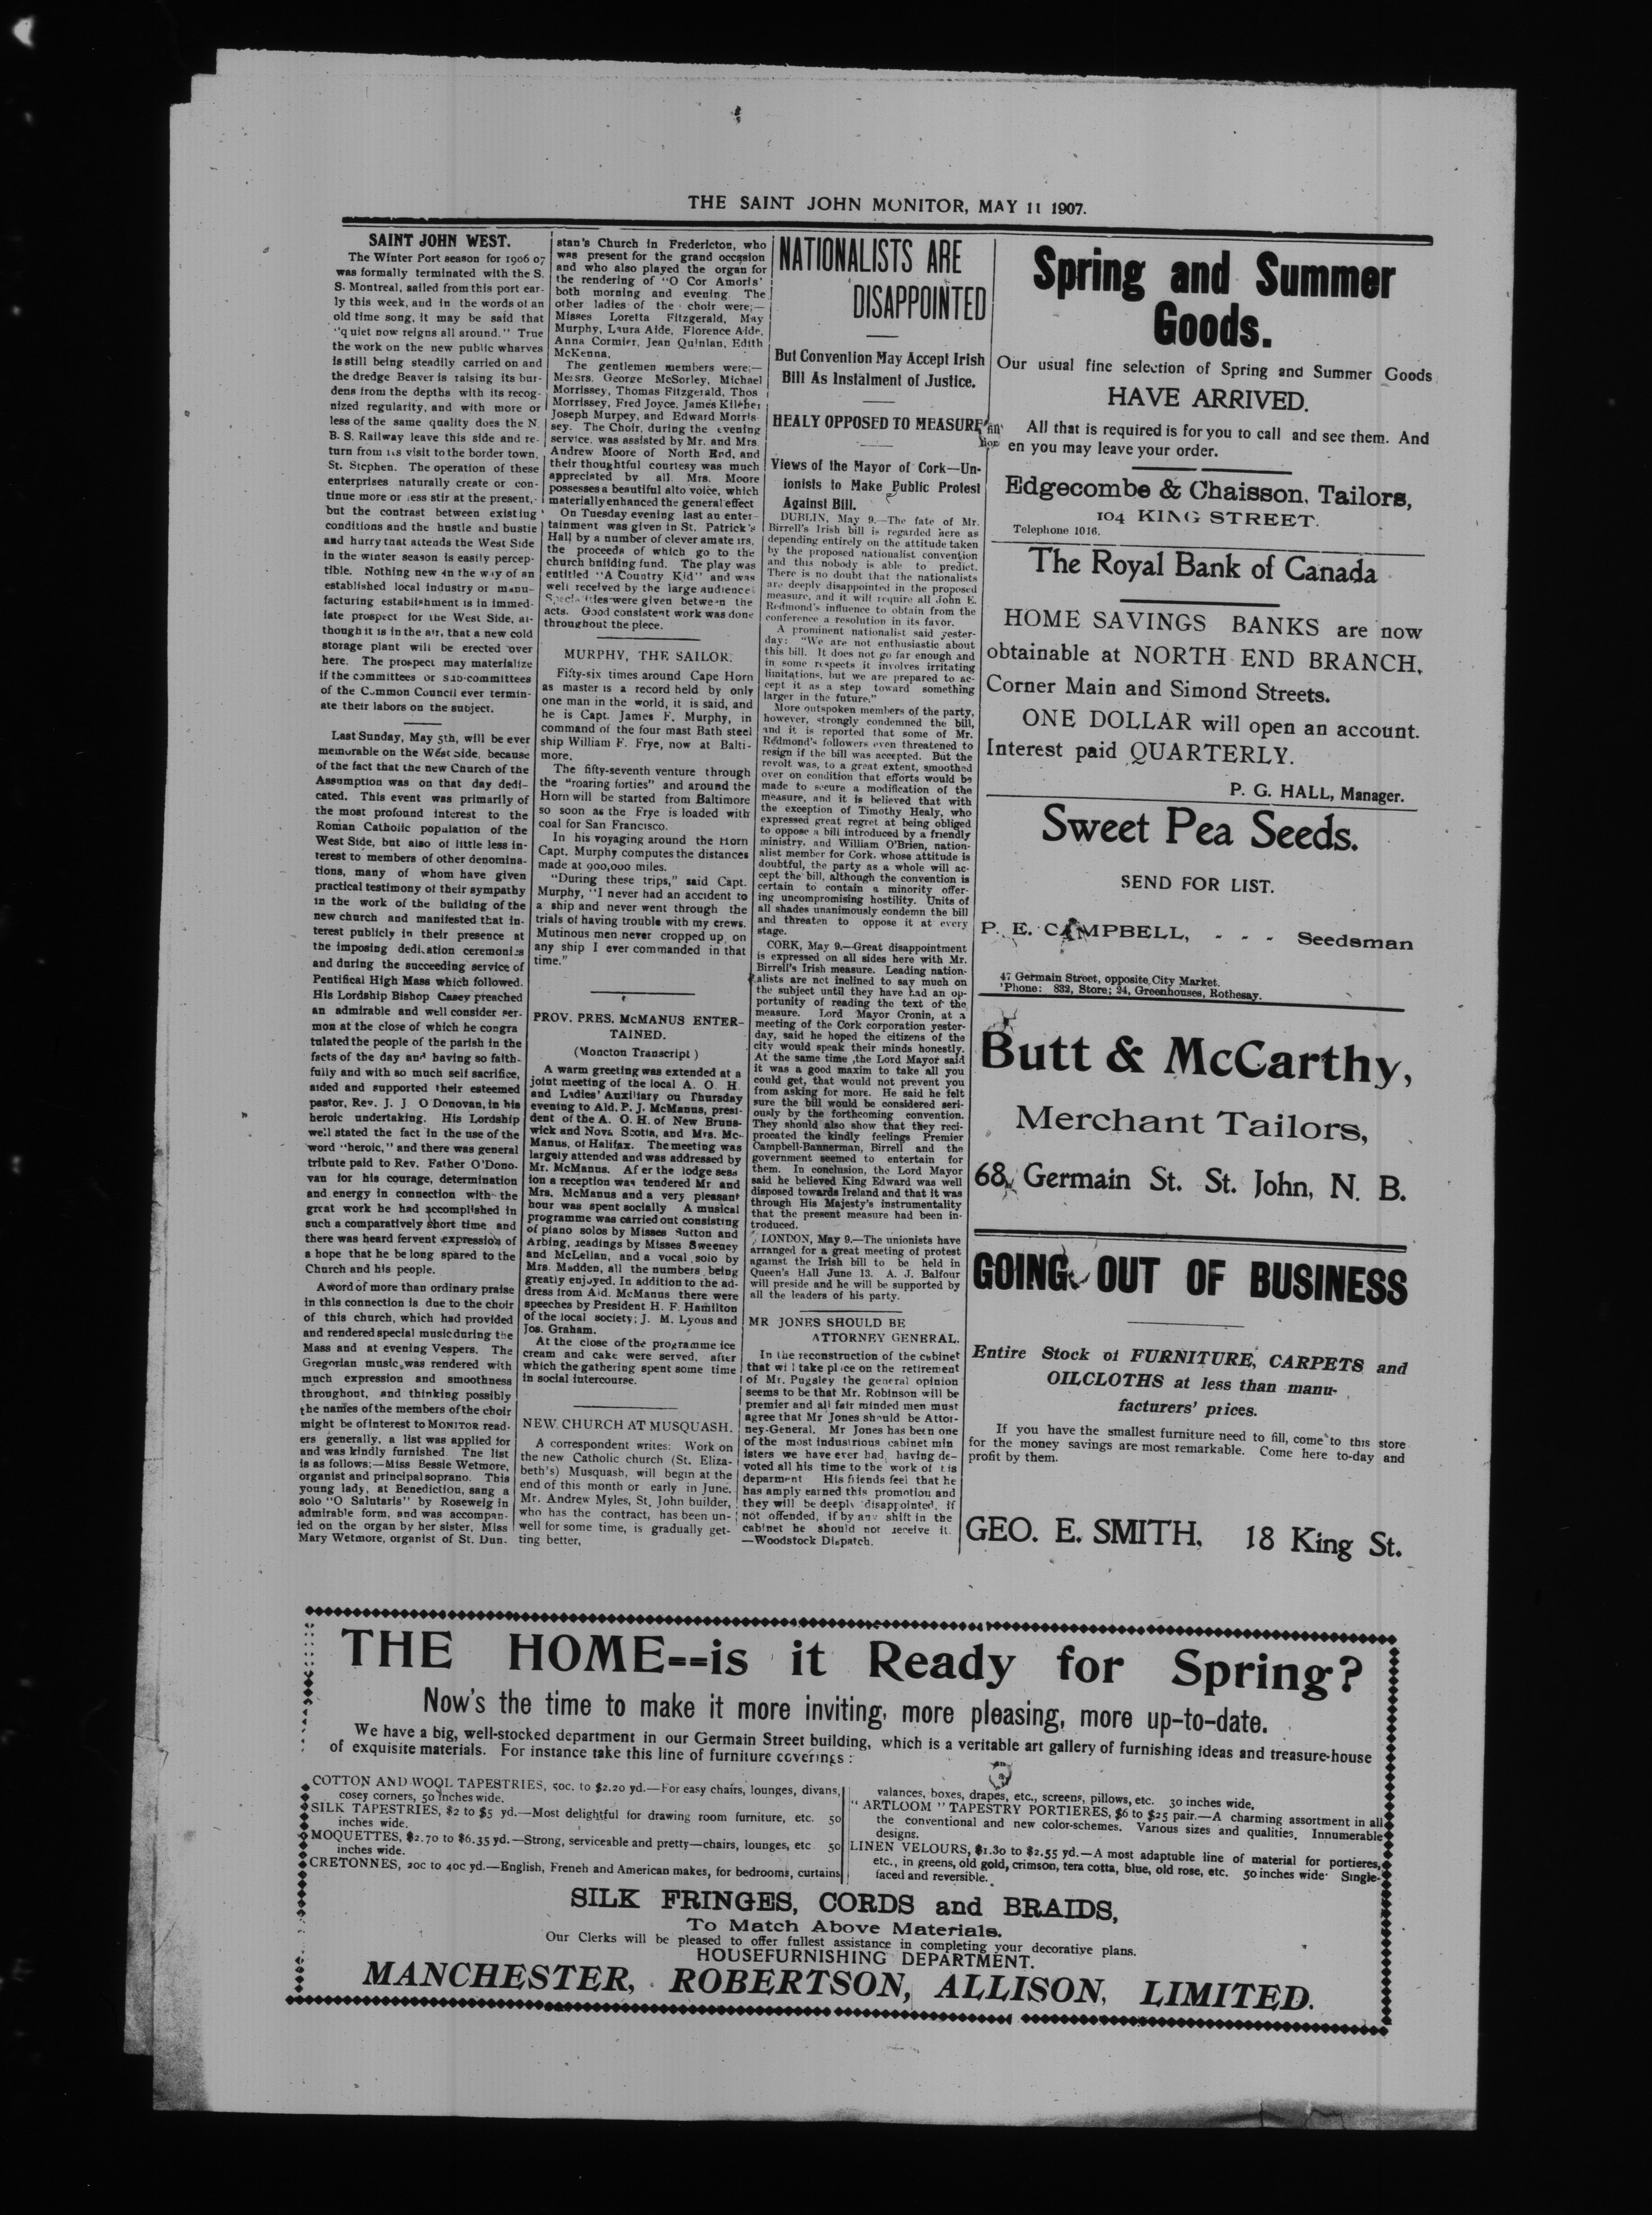 THE SAINT JOHN MONITOR, MAY 11 1907.
SAINT JOHN WEST.
The Winter Port season for 1906 07
was formally terminated with the S.
S. Montreal, sailed from this port ear-
ly this week, and in the words of an
old time song, it may be said that
"quiet now reigns all around." True
the work on the new public wharves
is still being steadily carried on and
the dredge Beaver is raising its bur-
dens from the depths with its recog-
nized regularity, and with more or
less of the same quality does the N.
B. S. Railway leave this side and re-
turn from its visit to the border town,
St. Stephen. The operation of these
enterprises naturally create or con-
tinue more or less stir at the present,
but the contrast between existing
conditions and the hustle and bustle
and hurry that attends the West Side
in the winter season is easily percep-
tible. Nothing new in the way of an
established local industry or manu-
facturing establishment is in immed-
iate prospect for the West Side, al-
though it is in the air, that a new cold
storage plant will be erected over
here. The prospect may materialize
if the committees or sub-committees
of the Common Council ever termin-
ate their labors on the subject.
Last Sunday, May 5th, will be ever
memorable on the West Side, because
of the fact that the new Church of the
Assumption was on that day dedi-
cated. This event was primarily of
the most profound interest to the
Roman Catholic population of the
West Side, but also of little less in-
terest to members of other denomina-
tions, many of whom have given
practical testimony of their sympathy
in the work of the building of the
new church and manifested that in-
terest publicly in their presence at
the imposing dedication ceremonies
and during the succeeding service of
Pentifical High Mass which followed.
His Lordship Bishop Casey preached
an admirable and well consider ser-
mon at the close of which he congra
tulated the people of the parish in the
facts of the day and having so faith-
fully and with so much self sacrifice,
aided and supported their esteemed
pastor, Rev. J. J. O Donovan, in his
heroic undertaking. His Lordship
well stated the fact in the use of the
word "heroic," and there was general
tribute paid to Rev. Father O'Dono-
van for his courage, determination
and energy in connection with the
great work he had accomplished in
such a comparatively short time and
there was heard fervent expression of
a hope that he be long spared to the
Church and his people.
A word of more than ordinary praise
in this connection is due to the choir
of this church, which had provided
and rendered special music during the
Mass and at evening Vespers. The
Gregorian music was rendered with
much expression and smoothness
throughout, and thinking possibly
the names of the members of the choir
might be of interest to MONITOR read-
ers generally, a list was applied for
and was kindly furnished. The list
is as follows;—Miss Bessie Wetmore,
organist and principal soprano. This
young lady, at Benediction, sang a
solo "O Salutaris" by Roseweig in
admirable form, and was accompan-
ied on the organ by her sister, Miss
Mary Wetmore, organist of St. Dun-
stan's Church in Fredericton, who
was present for the grand occasion
and who also played the organ for
the rendering of "O Cor Amoris'
both morning and evening. The
other ladies of the choir were;—
Misses Loretta Fitzgerald, May
Murphy, Laura Aide, Florence Aide,
Anna Cormier, Jean Quinlan, Edith
McKenna.
The gentlemen members were;—
Messrs. George McSorley, Michael
Morrissey, Thomas Fitzgerald, Thos
Morrissey, Fred Joyce, James Kileher
Joseph Murpey, and Edward Morris-
sey. The Choir, during the evening
service, was assisted by Mr. and Mrs.
Andrew Moore of North End, and
their thoughtful courtesy was much
appreciated by all. Mrs. Moore
possesses a beautiful alto voice, which
materially enhanced the general effect
On Tuesday evening last an enter-
tainment was given in St. Patrick's
Hall by a number of clever amate irs,
the proceeds of which go to the
church building fund. The play was
entitled "A Country Kid" and was
well received by the large audience.
Specialties were given between the
acts. Good consistent work was done
throughout the piece.
MURPHY, THE SAILOR.
Fifty-six times around Cape Horn
as master is a record held by only
one man in the world, it is said, and
he is Capt. James F. Murphy, in
command of the four mast Bath steel
ship William F. Frye, now at Balti-
more.
The fifty-seventh venture through
the "roaring forties" and around the
Horn will be started from Baltimore
so soon as the Frye is loaded with
coal for San Francisco.
In his voyaging around the Horn
Capt. Murphy computes the distances
made at 900,000 miles.
"During these trips," said Capt.
Murphy, "I never had an accident to
a ship and never went through the
trials of having trouble with my crews.
Mutinous men never cropped up on
any ship I ever commanded in that
time."
PROV. PRES. McMANUS ENTER-
TAINED.
(Moncton Transcript)
A warm greeting was extended at a
joint meeting of the local A. O. H.
and Ladies' Auxiliary on Thursday
evening to Ald. P. J. McManus, presi-
dent of the A. O. H. of New Bruns-
wick and Nova Scotia, and Mrs. Mc-
Manus, of Halifax. The meeting was
largely attended and was addressed by
Mr. McManus. Af er the lodge sess
ion a reception was tendered Mr and
Mrs. McManus and a very pleasant
hour was spent socially A musical
programme was carried out consisting
of piano solos by Misses Sutton and
Arbing, readings by Misses Sweeney
and McLellan, and a vocal solo by
Mrs. Madden, all the numbers being
greatly enjoyed. In addition to the ad-
dress from Ald. McManus there were
speeches by President H. F. Hamilton
of the local society; J. M. Lyous and
Jos. Graham.
At the close of the programme ice
cream and cake were served, after
which the gathering spent some time
in social intercourse.
NEW CHURCH AT MUSQUASH.
A correspondent writes: Work on
the new Catholic church (St. Eliza-
beth's) Musquash, will begin at the
end of this month or early in June.
Mr. Andrew Myles, St. John builder,
who has the contract, has been un-
well for some time, is gradually get-
ting better,
NATIONALISTS ARE
DISAPPOINTED
But Convention May Accept Irish
Bill As Instalment of Justice.
HEALY OPPOSED TO MEASURE
Views of the Mayor of Cork—Un-
ionists to Make Public Protest
Against Bill.
DUBLIN, May 9.—The fate of Mr.
Birrell's Irish bill is regarded here as
depending entirely on the attitude taken
by the proposed nationalist convention
and this nobody is able to predict.
There is no doubt that the nationalists
are deeply disappointed in the proposed
measure, and it will require all John E.
Redmond's influence to obtain from the
conference a resolution in its favor.
A prominent nationalist said yester-
day: "We are not enthusiastic about
this bill. It does not go far enough and
in some respects it involves irritating
limitations, but we are prepared to ac-
cept it as a step toward something
larger in the future."
More outspoken members of the party,
however, strongly condemned the bill,
and it is reported that some of Mr.
Redmond's followers even threatened to
resign if the bill was accepted. But the
revolt was, to a great extent, smoothed
over on condition that efforts would be
made to secure a modification of the
measure, and it is believed that with
the exception of Timothy Healy, who
expressed great regret at being obliged
to oppose a bill introduced by a friendly
ministry, and William O'Brien, nation-
alist member for Cork, whose attitude is
doubtful, the party as a whole will ac-
cept the bill, although the convention is
certain to contain a minority offer-
ing uncompromising hostility. Units of
all shades unanimously condemn the bill
and threaten to oppose it at every
stage.
CORK, May 9.—Great disappointment
is expressed on all sides here with Mr.
Birrell's Irish measure. Leading nation-
alists are not inclined to say much on
the subject until they have had an op-
portunity of reading the text of the
measure. Lord Mayor Cronin, at a
meeting of the Cork corporation yester-
day, said he hoped the citizens of the
city would speak their minds honestly.
At the same time ,the Lord Mayor said
it was a good maxim to take all you
could get, that would not prevent you
from asking for more. He said he felt
sure the bill would be considered seri-
ously by the forthcoming convention.
They should also show that they reci-
procated the kindly feelings Premier
Campbell-Bannerman, Birrell and the
government seemed to entertain for
them. In conclusion, the Lord Mayor
said he believed King Edward was well
disposed towards Ireland and that it was
through His Majesty's instrumentality
that the present measure had been in-
troduced.
LONDON, May 9.—The unionists have
arranged for a great meeting of protest
against the Irish bill to be held in
Queen's Hall June 13. A. J. Balfour
will preside and he will be supported by
all the leaders of his party.
MR JONES SHOULD BE
ATTORNEY GENERAL.
In the reconstruction of the cabinet
that wi l take place on the retirement
of Mr. Pugsley the general opinion
seems to be that Mr. Robinson will be
premier and all fair minded men must
agree that Mr Jones should be Attor-
ney-General. Mr Jones has been one
of the most industrious cabinet min
isters we have ever had, having de-
voted all his time to the work of his
deparment His friends feel that he
has amply earned this promotion and
they will be deeply disappointed, if
not offended, if by any shift in the
cabinet he should not receive it.
—Woodstock Dispatch.
Spring and Summer
Goods.
Our usual fine selection of Spring and Summer Goods
HAVE ARRIVED.
All that is required is for you to call and see them. And
en you may leave your order.
Edgecombe & Chaisson, Tailors,
104 KING STREET.
Telephone 1016.
The Royal Bank of Canada
HOME SAVINGS BANKS are now
obtainable at NORTH END BRANCH,
Corner Main and Simond Streets.
ONE DOLLAR will open an account.
Interest paid QUARTERLY.
P. G. HALL, Manager.
Sweet Pea Seeds.
SEND FOR LIST.
P. E. CAMPBELL, - - - Seedsman
47 Germain Street, opposite City Market.
'Phone: 832, Store; 24, Greenhouses, Rothesay.
Butt & McCarthy,
Merchant Tailors,
68 Germain St. St. John, N. B.
GOING OUT OF BUSINESS
Entire Stock of FURNITURE, CARPETS and
OILCLOTHS at less than manu-
facturers' prices.
If you have the smallest furniture need to fill, come to this store
for the money savings are most remarkable. Come here to-day and
profit by them.
GEO. E. SMITH, 18 King St.
THE HOME--is it Ready for Spring?
Now's the time to make it more inviting, more pleasing, more up-to-date.
We have a big, well-stocked department in our Germain Street building, which is a veritable art gallery of furnishing ideas and treasure-house
of exquisite materials. For instance take this line of furniture coverings:
COTTON AND WOOL TAPESTRIES, 50c. to $2.20 yd.—For easy chairs, lounges, divans,
cosey corners, 50 inches wide.
SILK TAPESTRIES, $2 to $5 yd.—Most delightful for drawing room furniture, etc. 50
inches wide.
MOQUETTES, $2.70 to $6.35 yd.—Strong, serviceable and pretty—chairs, lounges, etc 50
inches wide.
CRETONNES, 20c to 40c yd.—English, Freneh and American makes, for bedrooms, curtains
valances, boxes, drapes, etc., screens, pillows, etc. 30 inches wide.
"ARTLOOM" TAPESTRY PORTIERES, $6 to $25 pair.—A charming assortment in all
the conventional and new color-schemes. Various sizes and qualities. Innumerable
designs.
LINEN VELOURS, $1.30 to $2.55 yd.—A most adaptuble line of material for portieres,
etc., in greens, old gold, crimson, tera cotta, blue, old rose, etc. 50 inches wide· Single-
faced and reversible.
SILK FRINGES, CORDS and BRAIDS,
To Match Above Materials.
Our Clerks will be pleased to offer fullest assistance in completing your decorative plans.
HOUSEFURNISHING DEPARTMENT.
MANCHESTER, ROBERTSON, ALLISON, LIMITED.